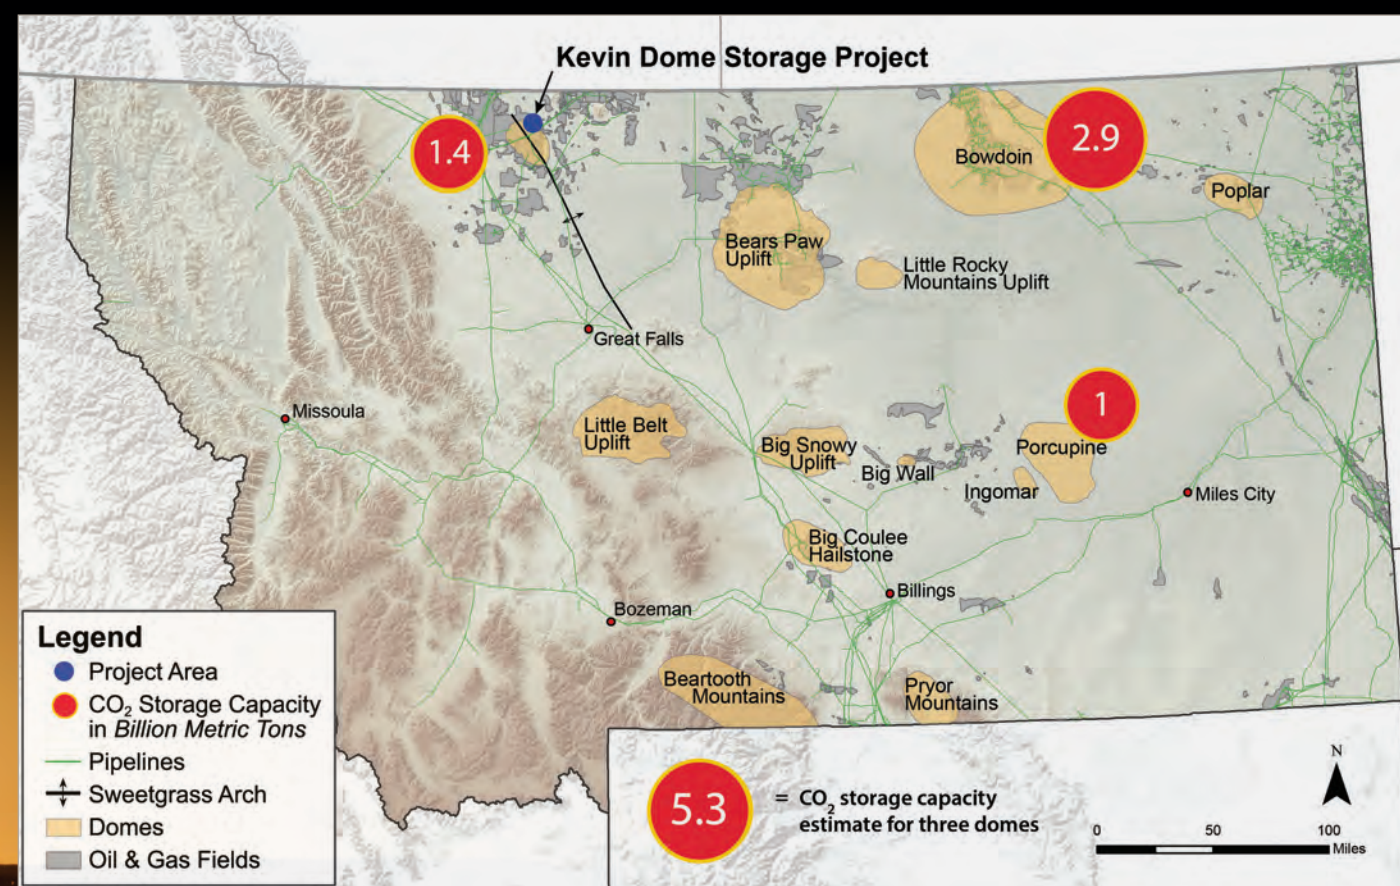 Kevin Dome Storage Project
1.4
2.9
Bowdoin
Poplar
Bears Paw
Uplift
Little Rocky
Mountains Uplift
Great Falls
1
Missoula
Little Belt
Uplift
Big Snowy
Uplift
Big Wall
Porcupine
Ingomar
Miles City
Big Coulee
Hailstone
Billings
Bozeman
Beartooth
Mountains
Pryor
Mountains
Legend
Project Area
CO₂ Storage Capacity
in Billion Metric Tons
Pipelines
Sweetgrass Arch
Domes
Oil & Gas Fields
5.3
= CO₂ storage capacity
estimate for three domes
N
0 50 100
Miles